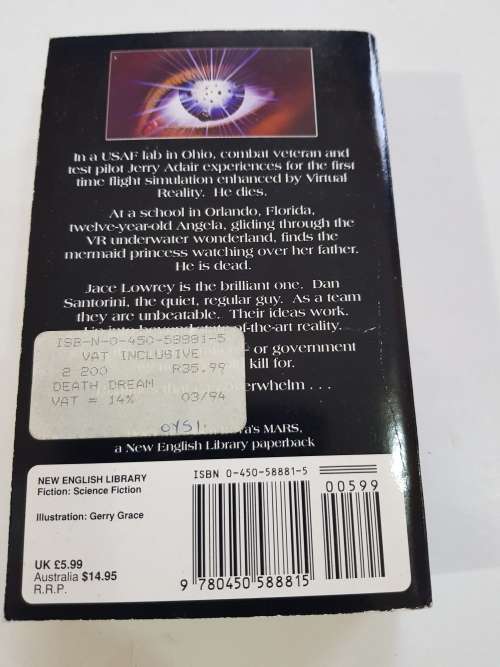 In a USAF lab in Ohio, combat veteran and
test pilot Jerry Adair experiences for the first
time flight simulation enhanced by Virtual
Reality. He dies.
At a school in Orlando, Florida,
twelve-year-old Angela, gliding through the
VR underwater wonderland, finds the
mermaid princess watching over her father.
He is dead.
Jace Lowrey is the brilliant one. Dan
Santorini, the quiet, regular guy. As a team
they are unbeatable. Their ideas work.
of-the-art reality.
ISB-N-0-450-58881-5
VAT INCLUSIVE
2 200 R35.99
DEATH DREAM
VAT = 14% 03/94
0451
or government
kill for.
erwhelm . . .
's MARS,
a New English Library paperback
NEW ENGLISH LIBRARY
Fiction: Science Fiction
Illustration: Gerry Grace
UK £5.99
Australia $14.95
R.R.P.
ISBN 0-450-58881-5
00599
9 780450 588815